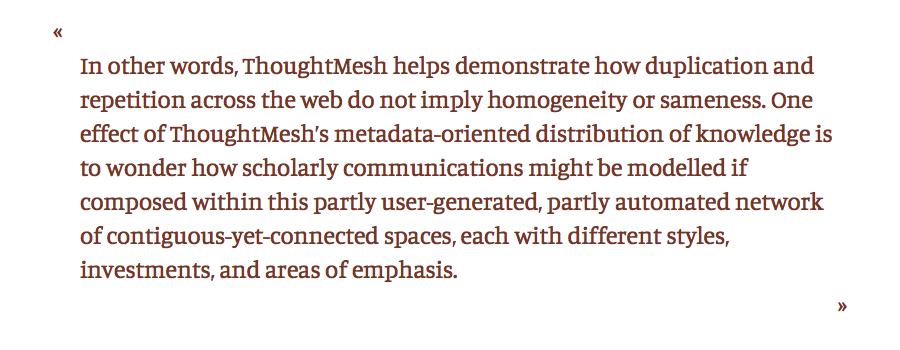 «
In other words, ThoughtMesh helps demonstrate how duplication and
repetition across the web do not imply homogeneity or sameness. One
effect of ThoughtMesh’s metadata-oriented distribution of knowledge is
to wonder how scholarly communications might be modelled if
composed within this partly user-generated, partly automated network
of contiguous-yet-connected spaces, each with different styles,
investments, and areas of emphasis.
»